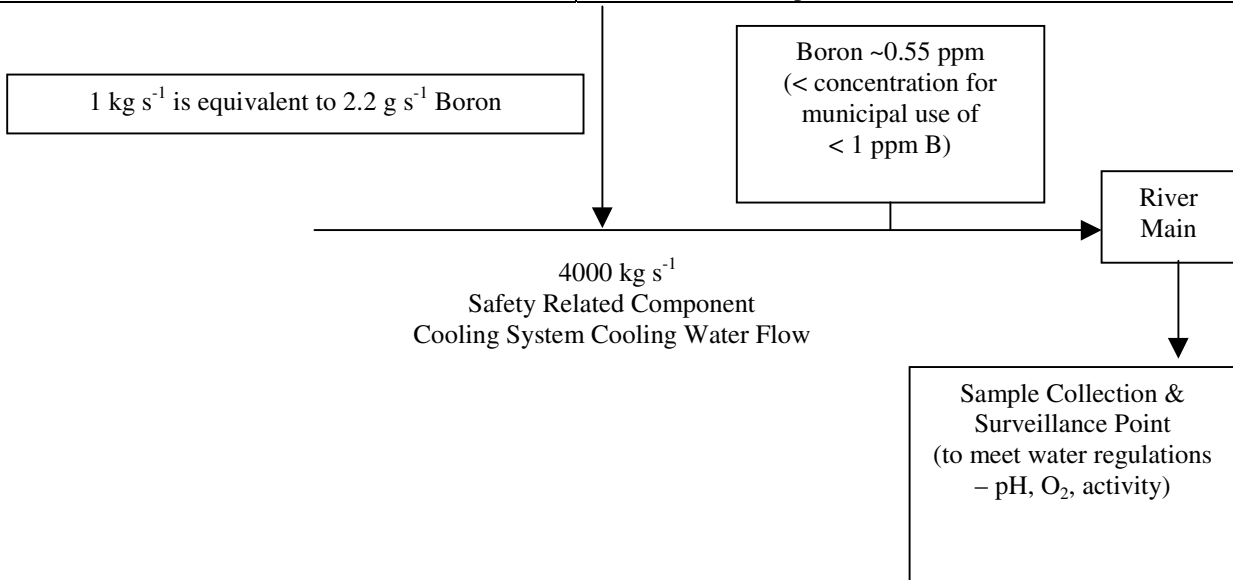 1 kg s⁻¹ is equivalent to 2.2 g s⁻¹ Boron
Boron ~0.55 ppm
(< concentration for
municipal use of
< 1 ppm B)
River
Main
4000 kg s⁻¹
Safety Related Component
Cooling System Cooling Water Flow
Sample Collection &
Surveillance Point
(to meet water regulations
– pH, O₂, activity)